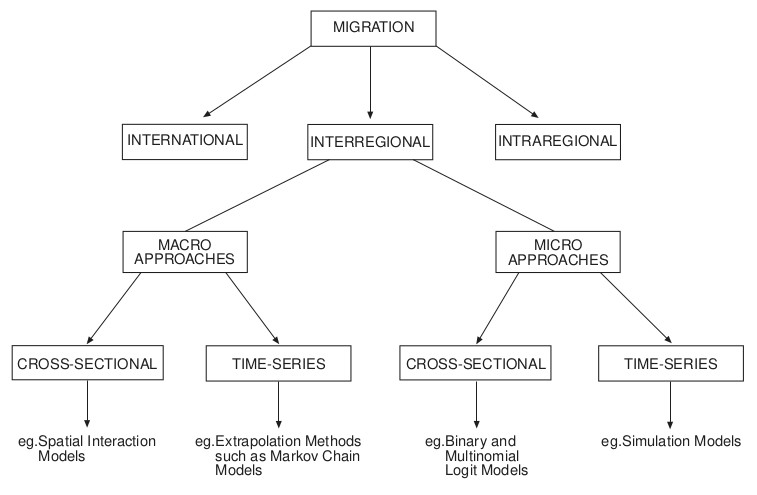 MIGRATION
INTERNATIONAL
INTERREGIONAL
INTRAREGIONAL
MACRO
APPROACHES
MICRO
APPROACHES
CROSS-SECTIONAL
TIME-SERIES
CROSS-SECTIONAL
TIME-SERIES
eg.Spatial Interaction
Models
eg.Extrapolation Methods
such as Markov Chain
Models
eg.Binary and
Multinomial
Logit Models
eg.Simulation Models